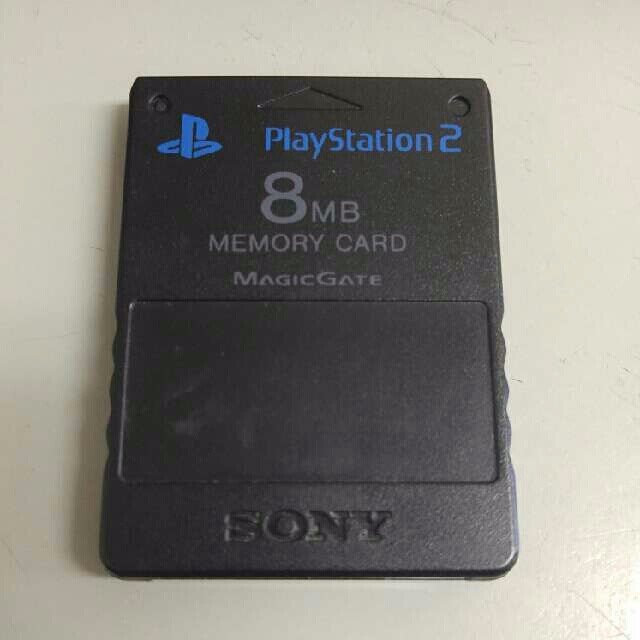 PlayStation 2
8MB
MEMORY CARD
MAGICGATE
SONY